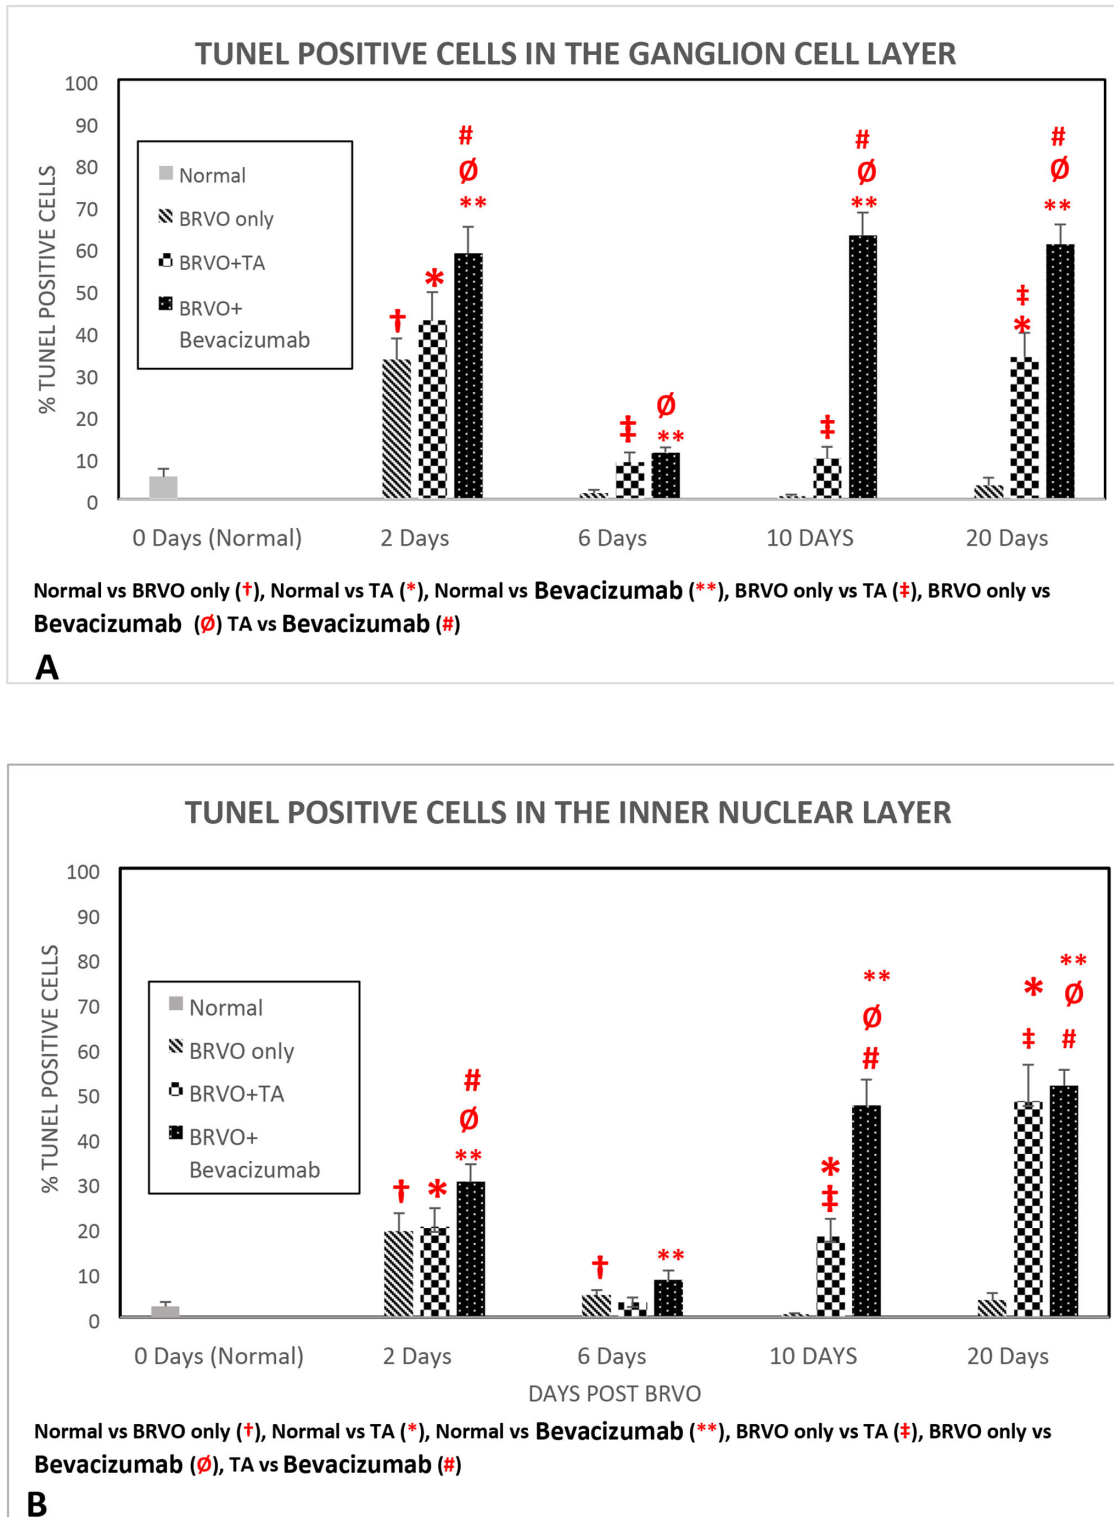 TUNEL POSITIVE CELLS IN THE GANGLION CELL LAYER
% TUNEL POSITIVE CELLS
100
90
80
70
60
50
40
30
20
10
0
Normal
BRVO only
BRVO+TA
BRVO+
Bevacizumab
†
*
#
Ø
**
‡
Ø
**
‡
#
Ø
**
‡
*
#
Ø
**
0 Days (Normal)
2 Days
6 Days
10 DAYS
20 Days
Normal vs BRVO only (†), Normal vs TA (*), Normal vs Bevacizumab (**), BRVO only vs TA (‡), BRVO only vs
Bevacizumab (Ø) TA vs Bevacizumab (#)
A
TUNEL POSITIVE CELLS IN THE INNER NUCLEAR LAYER
% TUNEL POSITIVE CELLS
100
90
80
70
60
50
40
30
20
10
0
Normal
BRVO only
BRVO+TA
BRVO+
Bevacizumab
†
*
#
Ø
**
†
**
*
‡
**
Ø
#
*
‡
**
Ø
#
0 Days (Normal)
2 Days
6 Days
10 DAYS
20 Days
DAYS POST BRVO
Normal vs BRVO only (†), Normal vs TA (*), Normal vs Bevacizumab (**), BRVO only vs TA (‡), BRVO only vs
Bevacizumab (Ø), TA vs Bevacizumab (#)
B